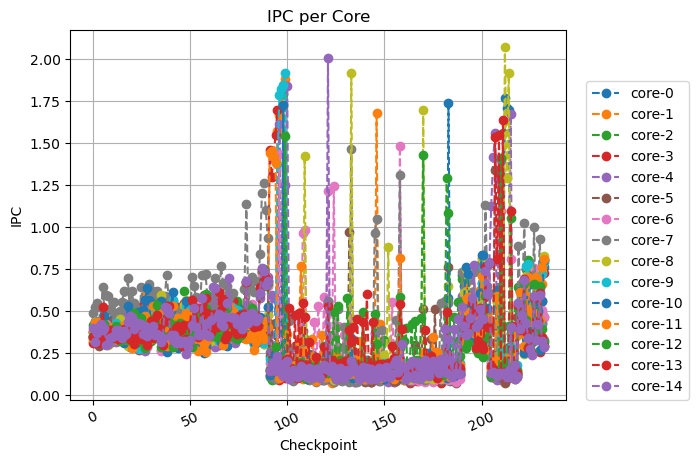 IPC per Core
IPC
2.00
1.75
1.50
1.25
1.00
0.75
0.50
0.25
0.00
0
50
100
150
200
Checkpoint
core-0
core-1
core-2
core-3
core-4
core-5
core-6
core-7
core-8
core-9
core-10
core-11
core-12
core-13
core-14